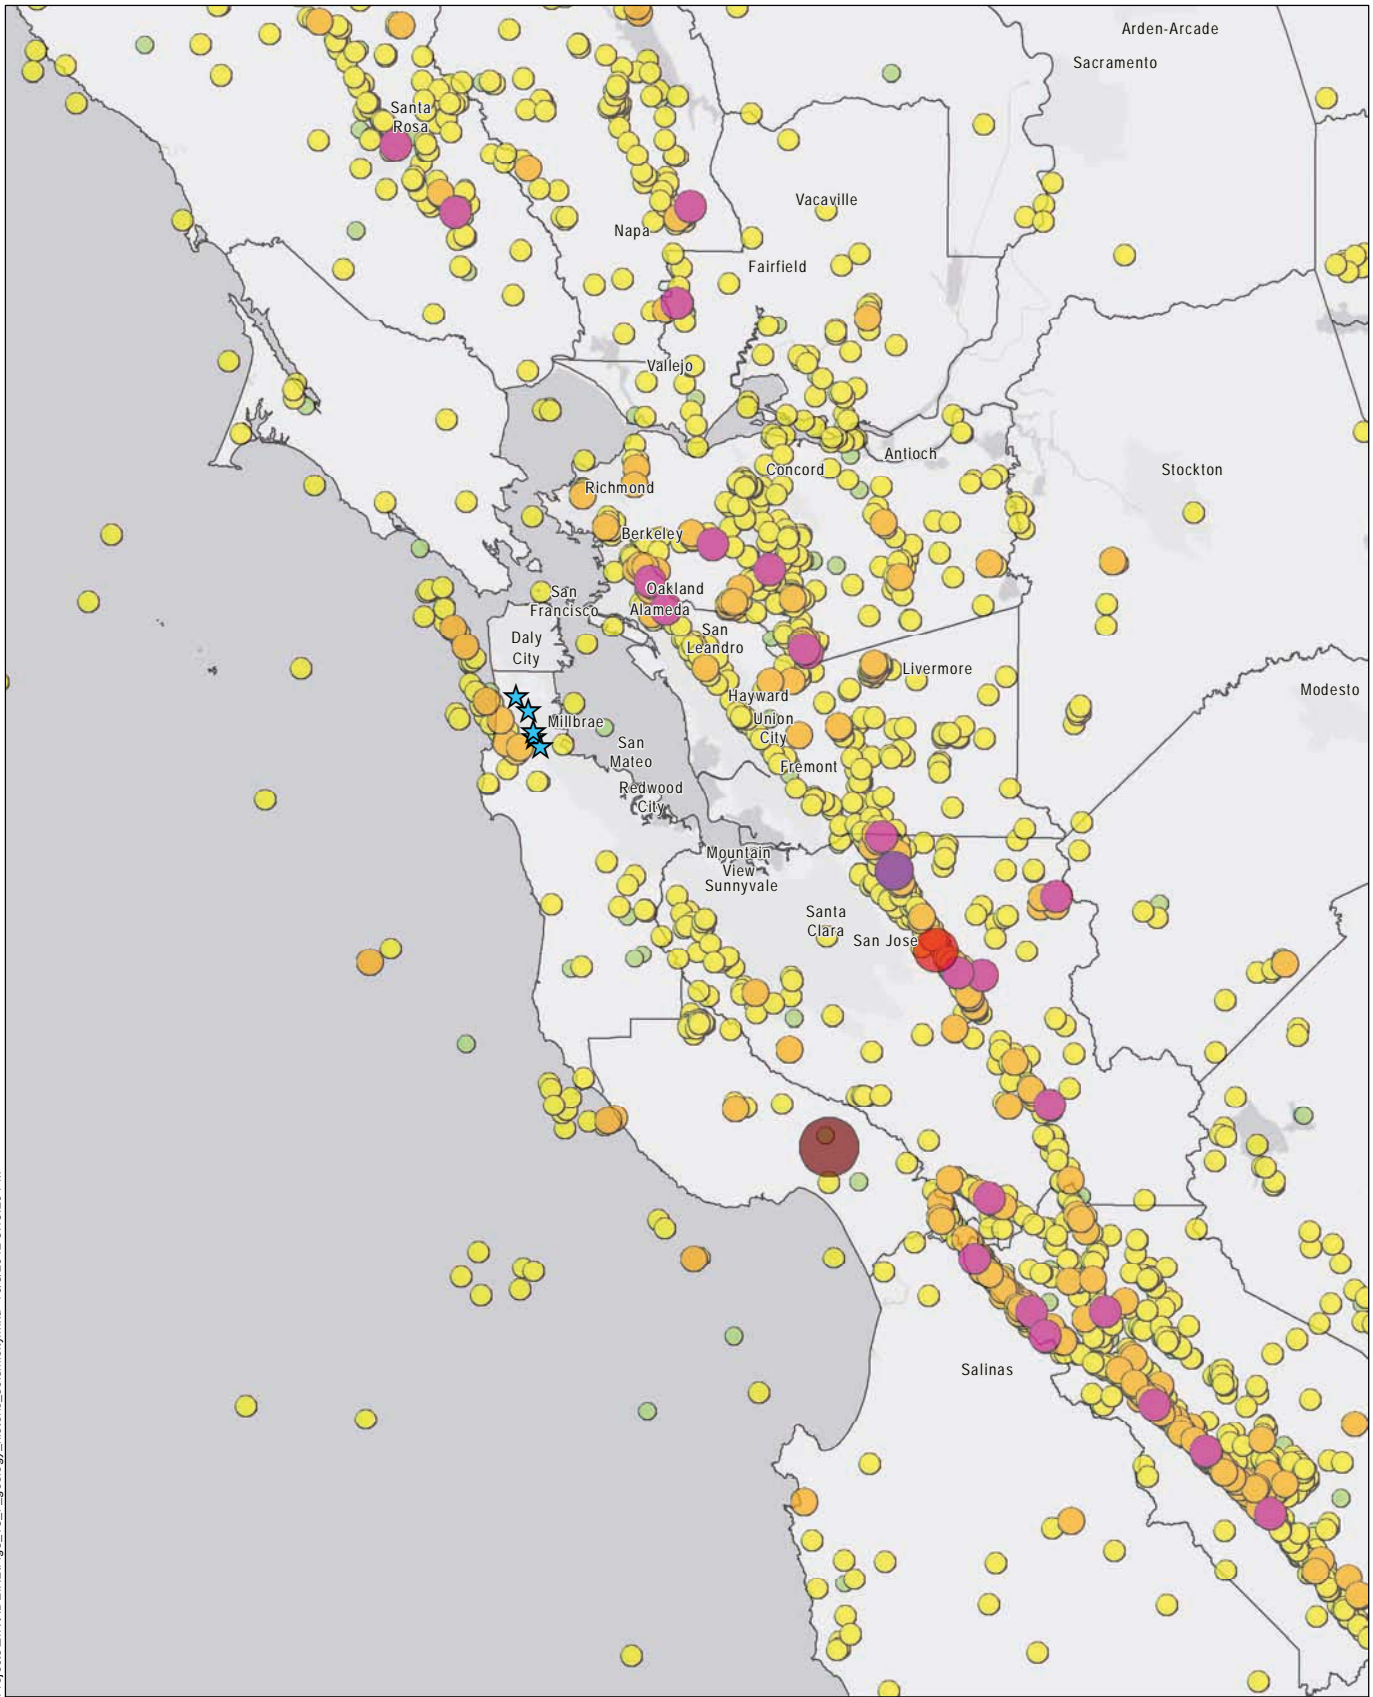 Arden-Arcade
Sacramento
Santa
Rosa
Vacaville
Napa
Fairfield
Vallejo
Antioch
Concord
Stockton
Richmond
Berkeley
Oakland
San
Francisco
Alameda
San
Leandro
Daly
City
Livermore
Modesto
Hayward
Millbrae
Union
City
San
Mateo
Fremont
Redwood
City
Mountain
View
Sunnyvale
Santa
Clara
San Jose
Salinas